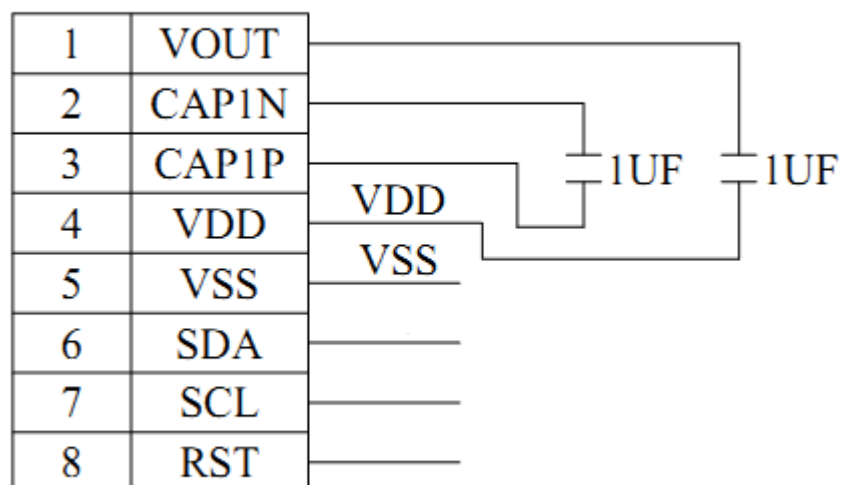 1 VOUT
2 CAP1N
3 CAP1P 1UF 1UF
4 VDD VDD
5 VSS VSS
6 SDA
7 SCL
8 RST